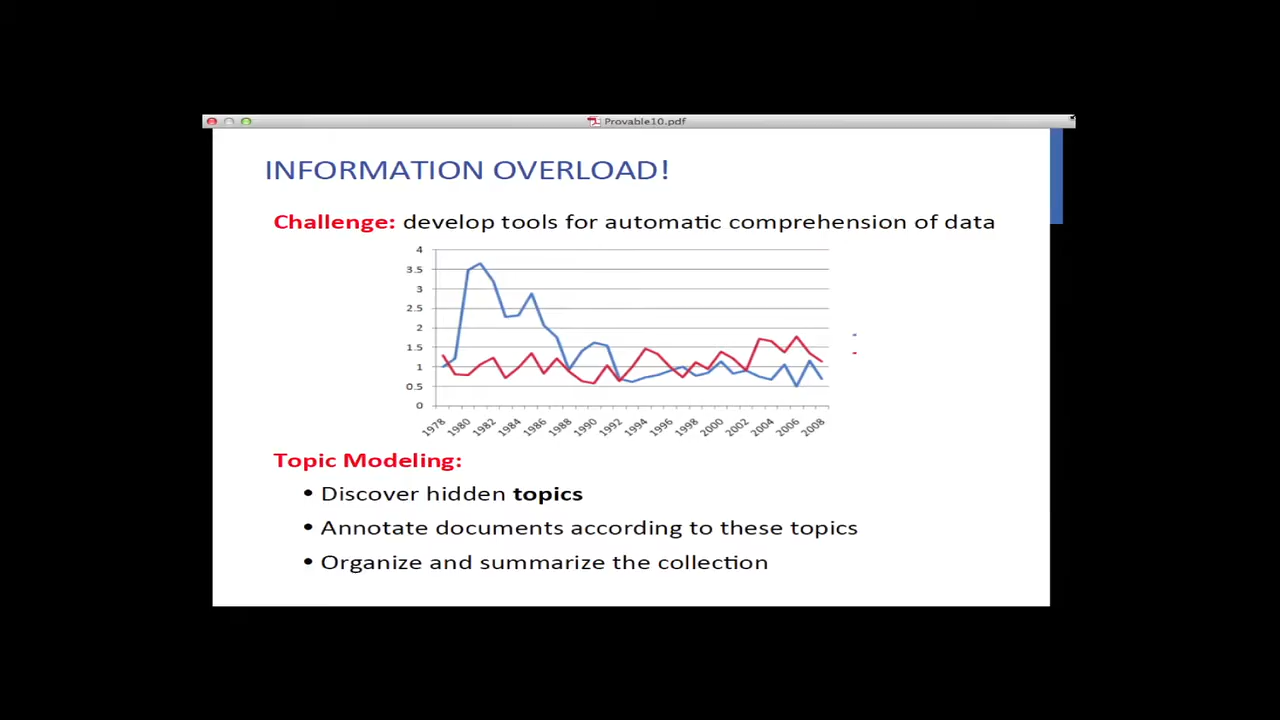 Provable10.pdf
INFORMATION OVERLOAD!
Challenge: develop tools for automatic comprehension of data
4
3.5
3
2.5
2
1.5
1
0.5
0
1978 1980 1982 1984 1986 1988 1990 1992 1994 1996 1998 2000 2002 2004 2006 2008
Topic Modeling:
• Discover hidden topics
• Annotate documents according to these topics
• Organize and summarize the collection